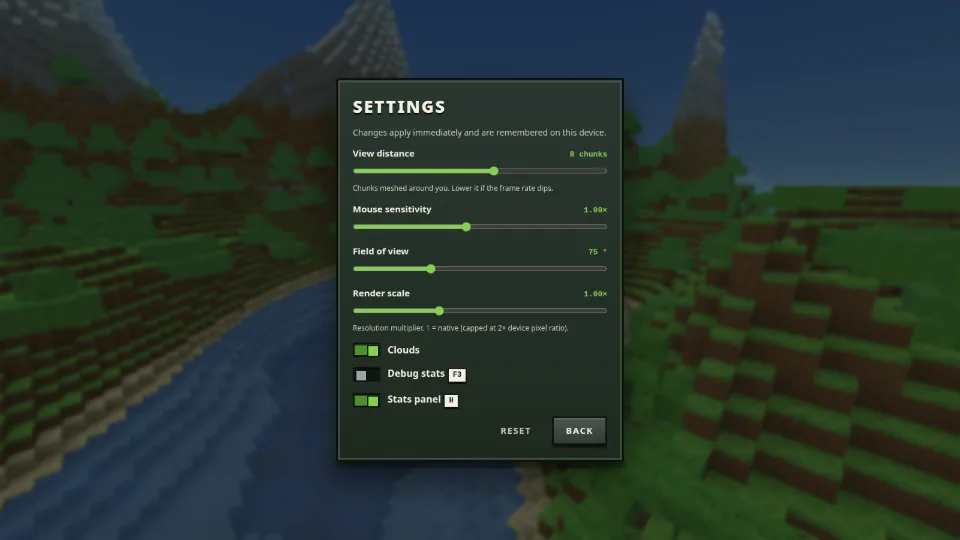 SETTINGS
Changes apply immediately and are remembered on this device.
View distance 8 chunks
Chunks meshed around you. Lower it if the frame rate dips.
Mouse sensitivity 1.00×
Field of view 75 °
Render scale 1.00×
Resolution multiplier. 1 = native (capped at 2× device pixel ratio).
Clouds
Debug stats F3
Stats panel H
RESET BACK